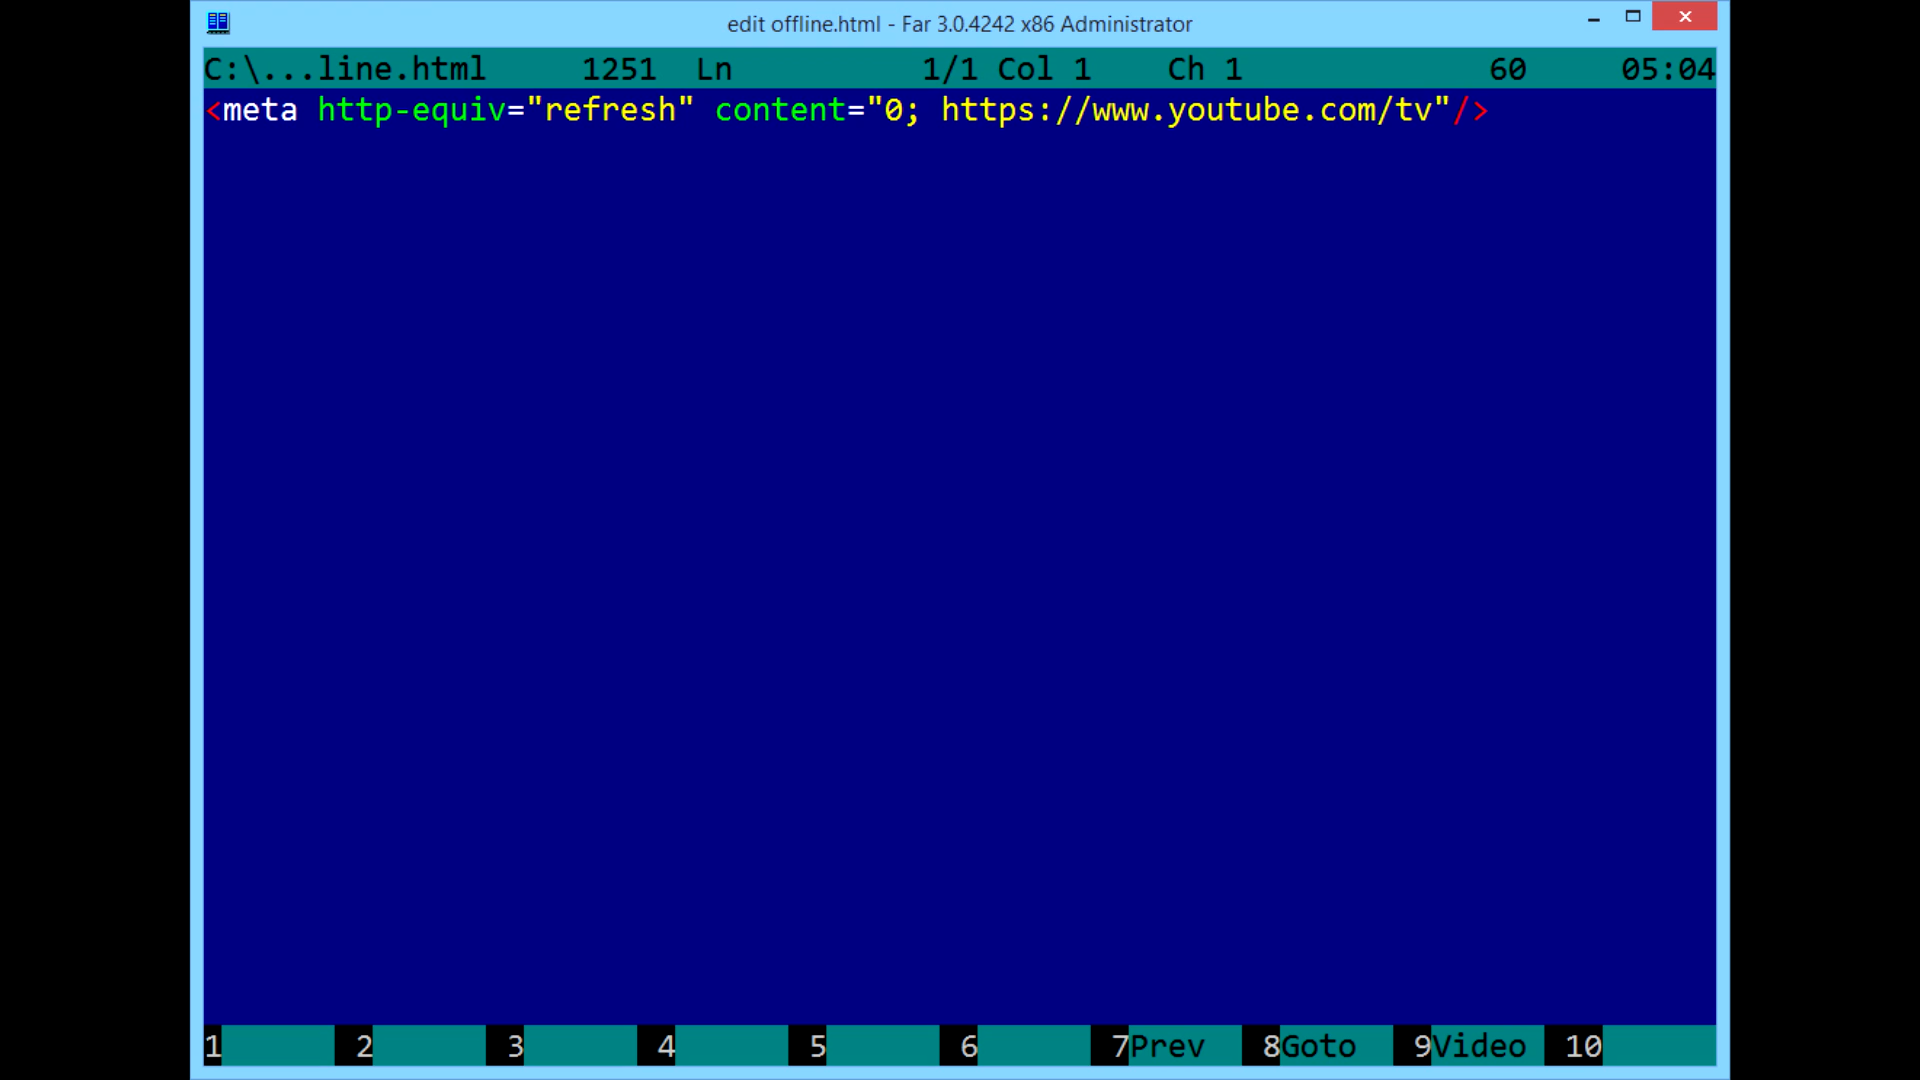 edit offline.html - Far 3.0.4242 x86 Administrator
C:\...line.html 1251 Ln 1/1 Col 1 Ch 1 60 05:04
<meta http-equiv="refresh" content="0; https://www.youtube.com/tv"/>
1 2 3 4 5 6 7Prev 8Goto 9Video 10